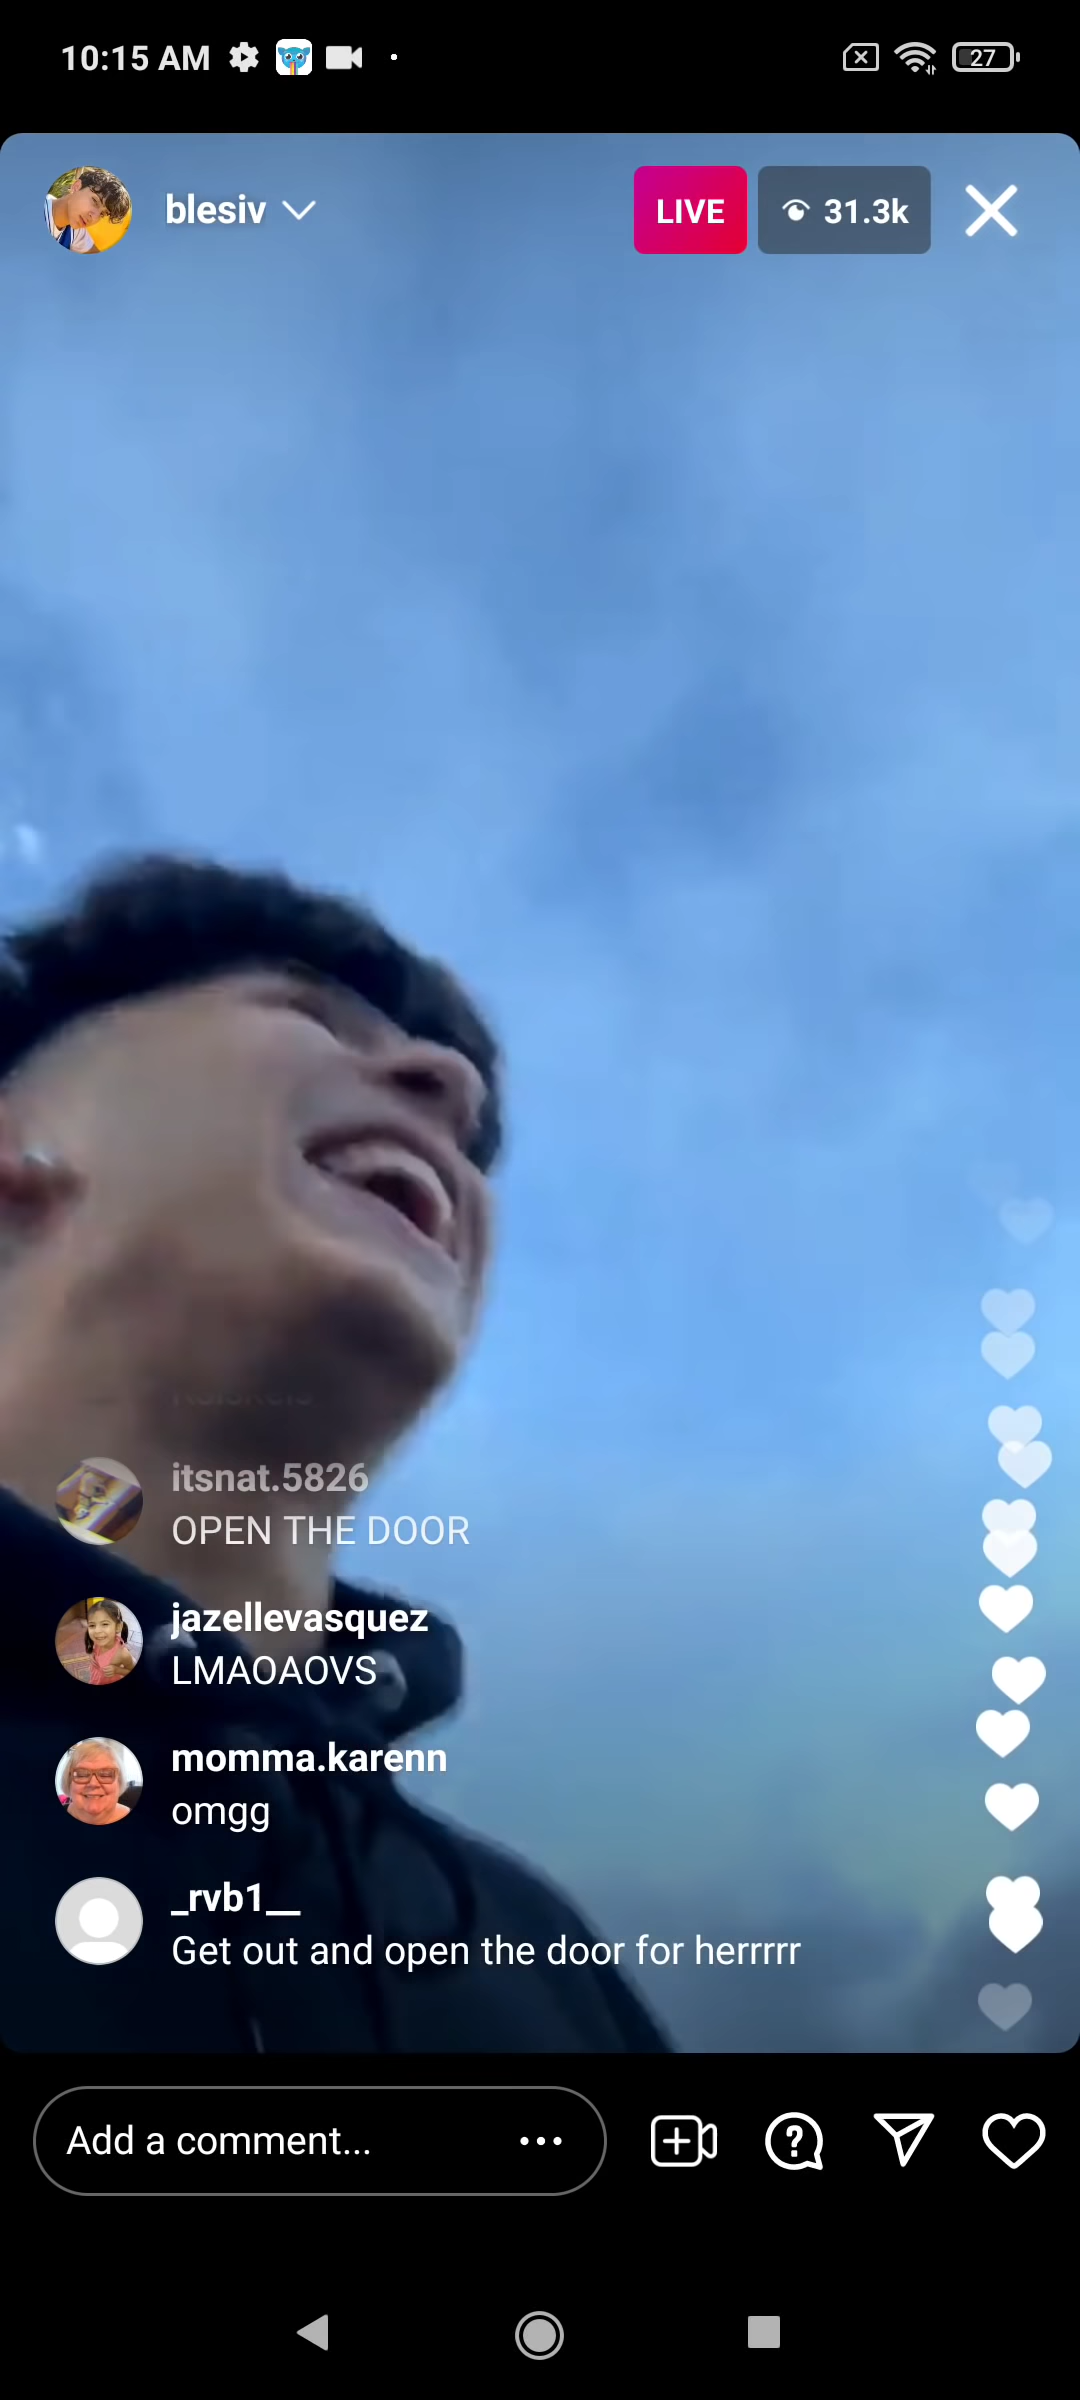 10:15 AM
27
blesiv
LIVE
31.3k
itsnat.5826
OPEN THE DOOR
jazellevasquez
LMAOAOVS
momma.karenn
omgg
_rvb1__
Get out and open the door for herrrrr
Add a comment...